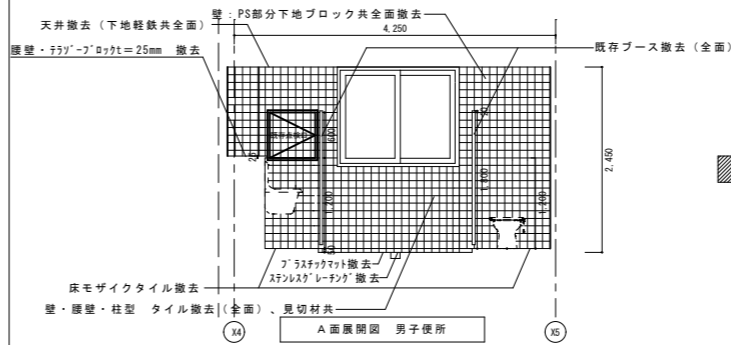 壁：PS部分下地ブロック共全面撤去
天井撤去（下地軽鉄共全面）
4,250
腰壁・テラゾーブロックt＝25mm 撤去
既存ブース撤去（全面）
600
2,450
1,200
1,800
1,200
50
プラスチックマット撤去
ステンレスグレーチング撤去
床モザイクタイル撤去
壁・腰壁・柱型 タイル撤去（全面）、見切材共
X4
A面展開図 男子便所
X5